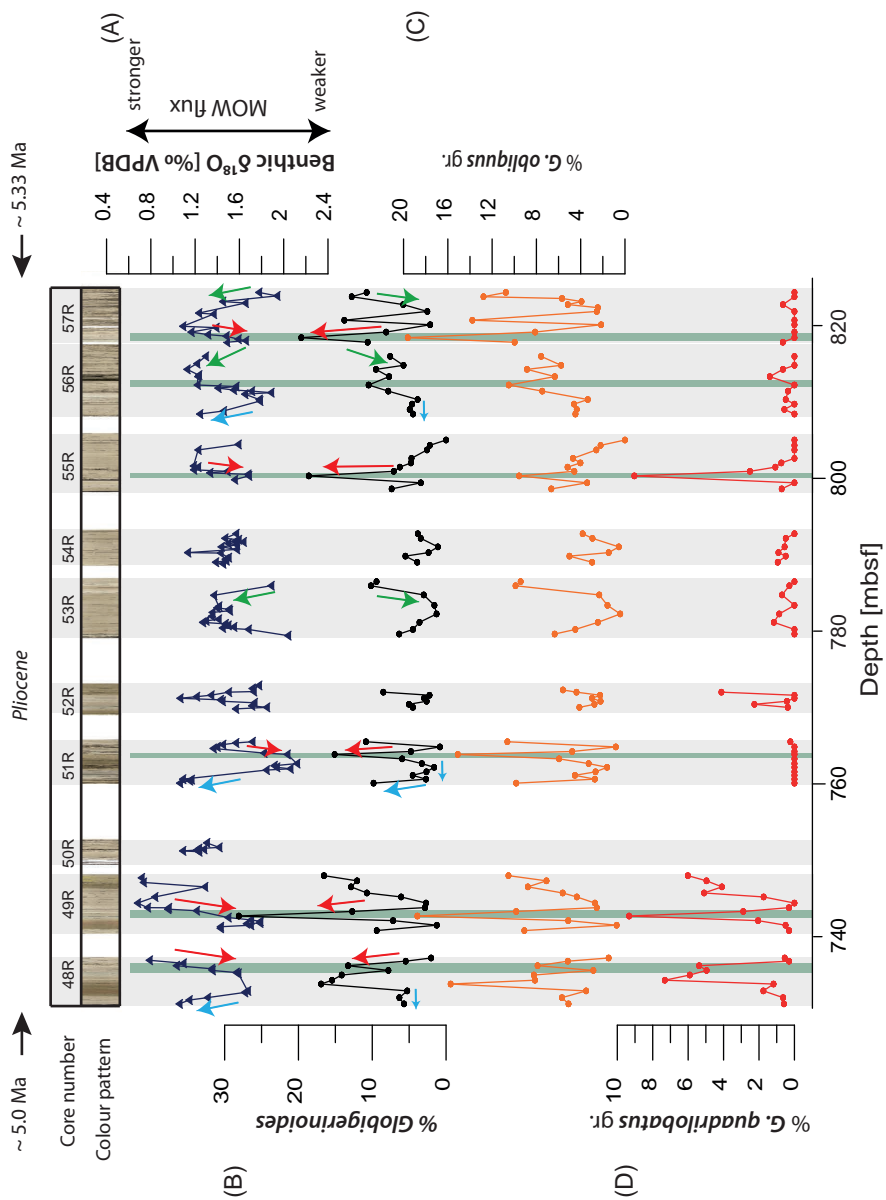 ~ 5.0 Ma
Pliocene
~ 5.33 Ma
Core number
48R 49R 50R 51R 52R 53R 54R 55R 56R 57R
Colour pattern
(A)
stronger
MOW flux
weaker
Benthic δ¹⁸O [‰ VPDB]
0.4
0.8
1.2
1.6
2
2.4
(B)
% Globigerinoides
30
20
10
0
(C)
% G. obliquus gr.
20
16
12
8
4
0
(D)
% G. quadrilobatus gr.
10
8
6
4
2
0
740 760 780 800 820
Depth [mbsf]